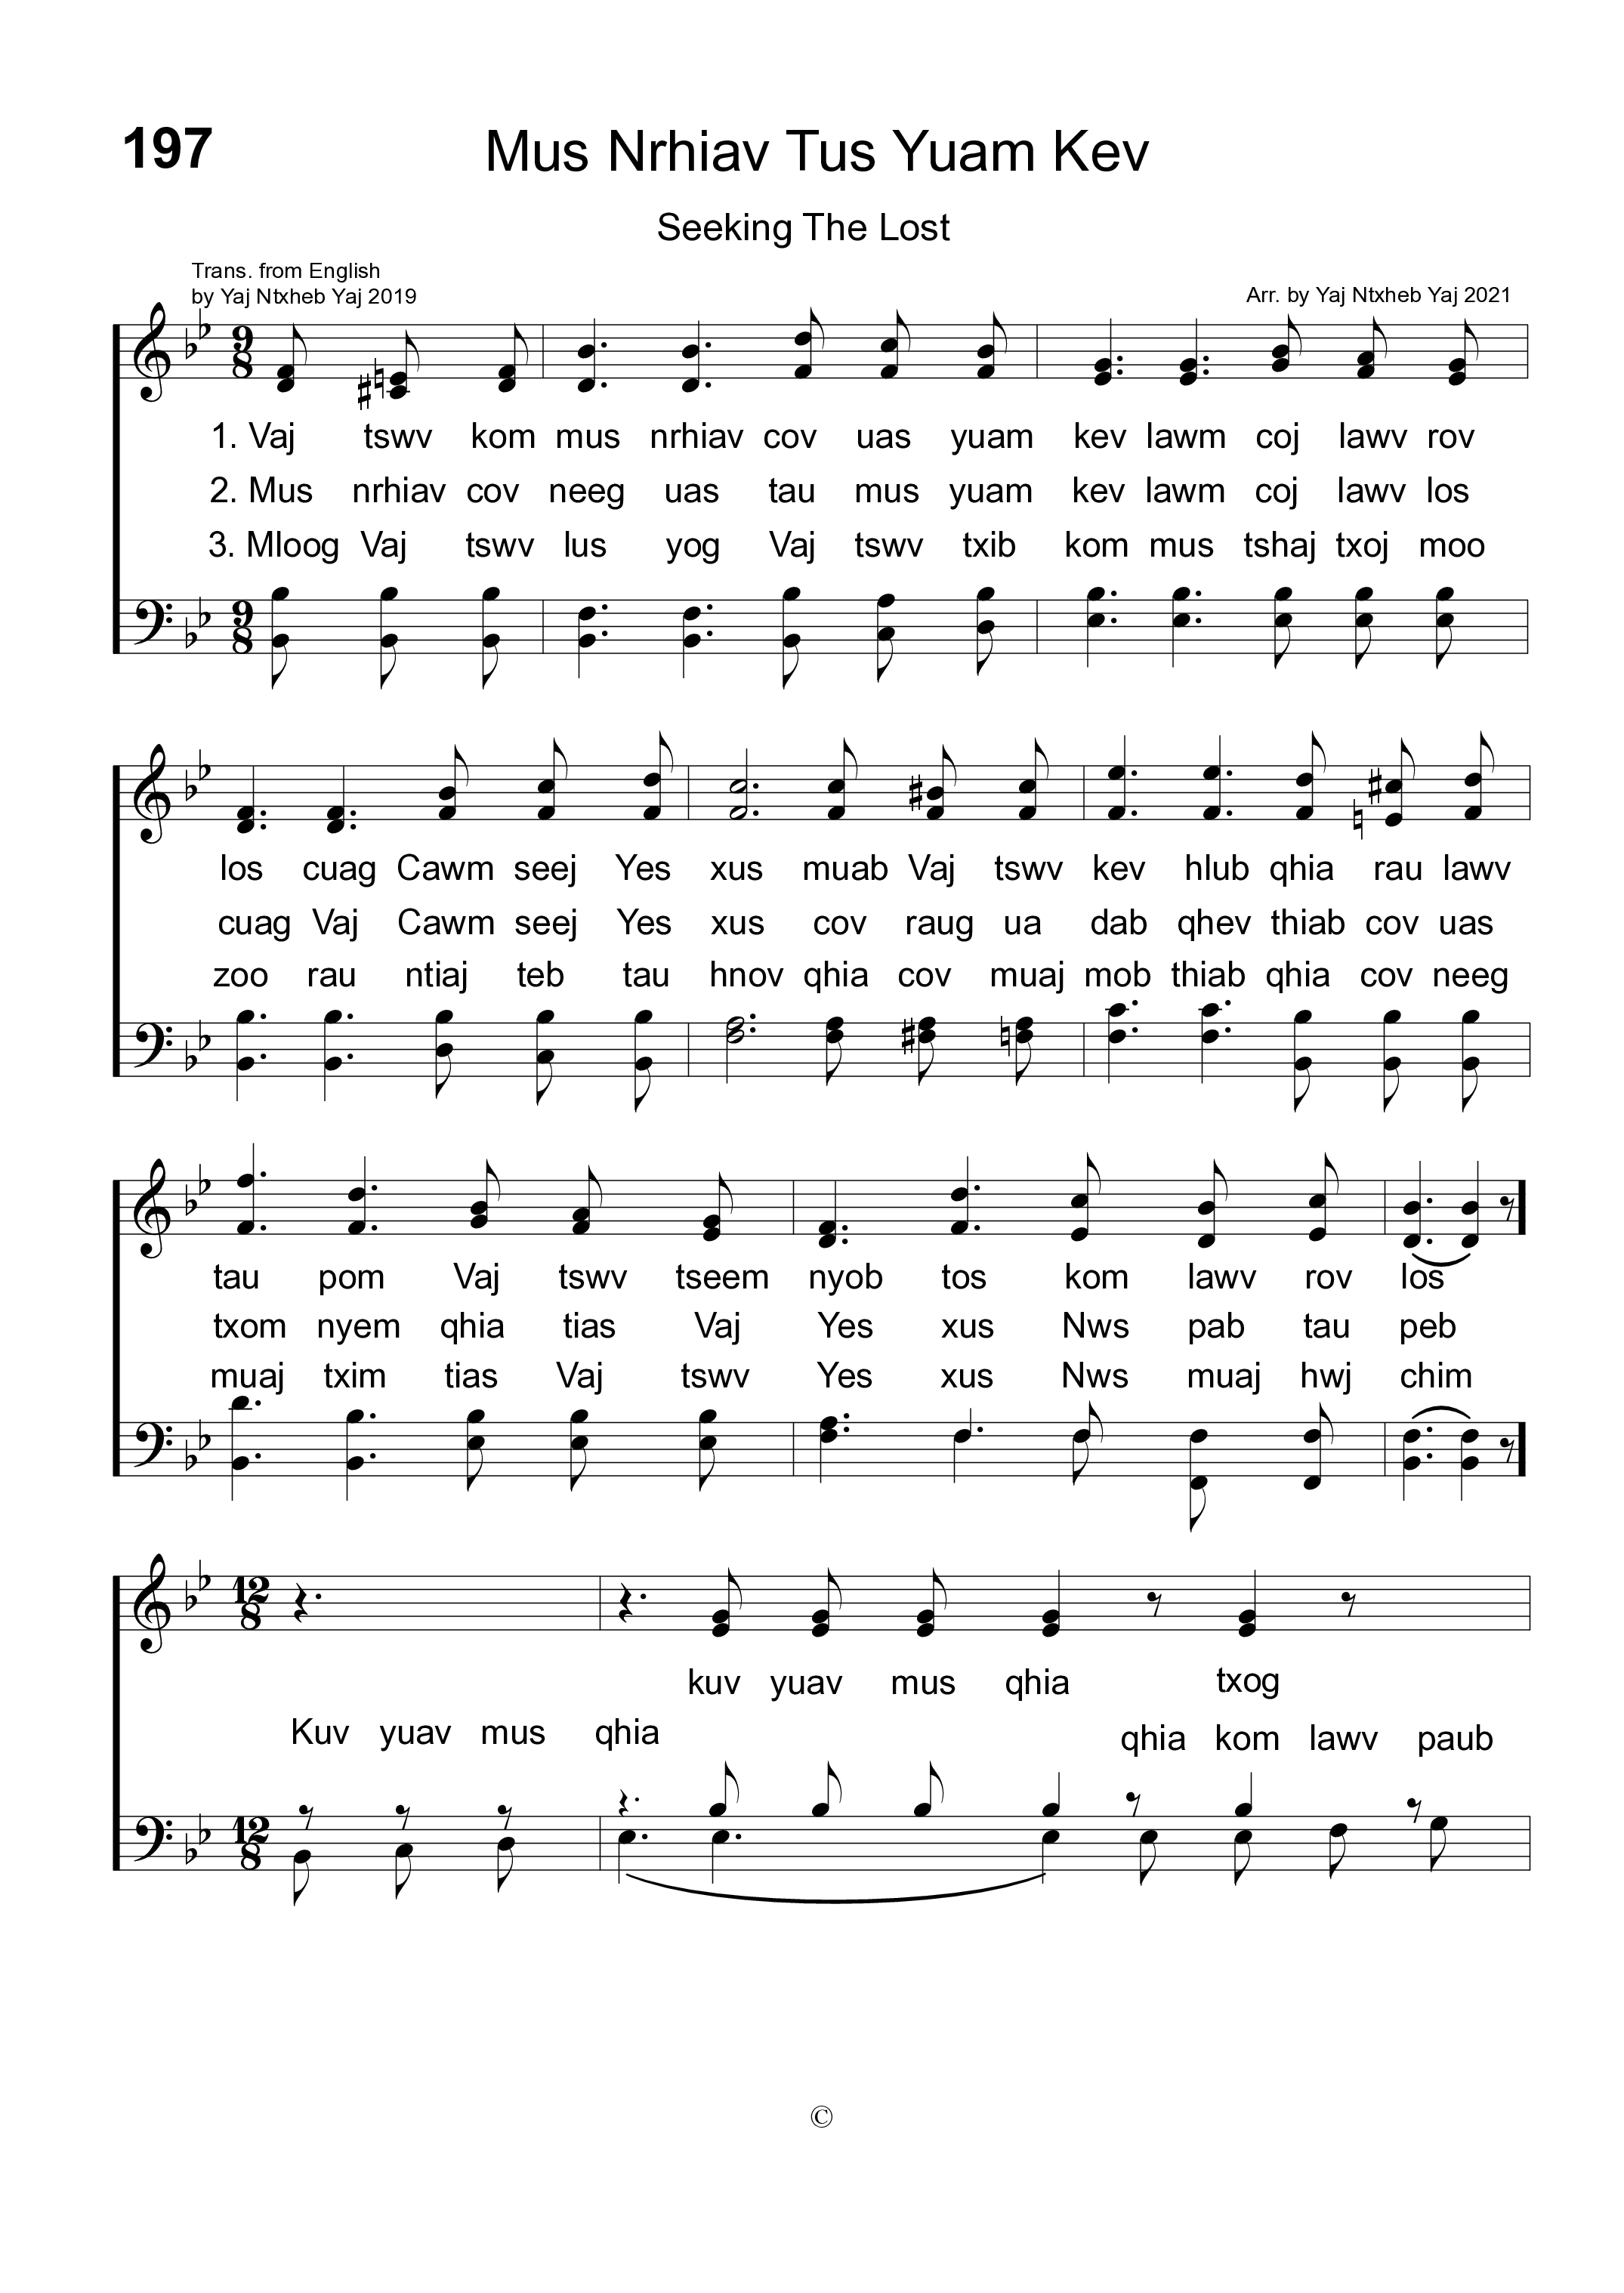 197
Mus Nrhiav Tus Yuam Kev
Seeking The Lost
Trans. from English
by Yaj Ntxheb Yaj 2019
Arr. by Yaj Ntxheb Yaj 2021
9 8
1. Vaj tswv kom mus nrhiav cov uas yuam kev lawm coj lawv rov
2. Mus nrhiav cov neeg uas tau mus yuam kev lawm coj lawv los
3. Mloog Vaj tswv lus yog Vaj tswv txib kom mus tshaj txoj moo
9 8
los cuag Cawm seej Yes xus muab Vaj tswv kev hlub qhia rau lawv
cuag Vaj Cawm seej Yes xus cov raug ua dab qhev thiab cov uas
zoo rau ntiaj teb tau hnov qhia cov muaj mob thiab qhia cov neeg
tau pom Vaj tswv tseem nyob tos kom lawv rov los
txom nyem qhia tias Vaj Yes xus Nws pab tau peb
muaj txim tias Vaj tswv Yes xus Nws muaj hwj chim
12 8
kuv yuav mus qhia txog
Kuv yuav mus qhia qhia kom lawv paub
12 8
©